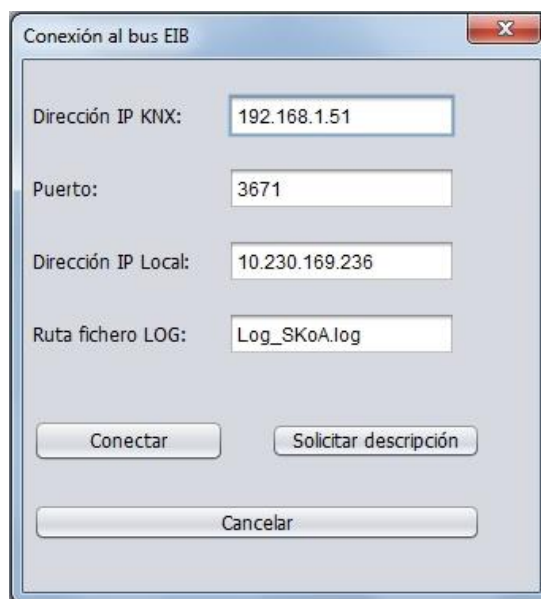 Conexión al bus EIB
Dirección IP KNX: 192.168.1.51
Puerto: 3671
Dirección IP Local: 10.230.169.236
Ruta fichero LOG: Log_SKoA.log
Conectar Solicitar descripción
Cancelar